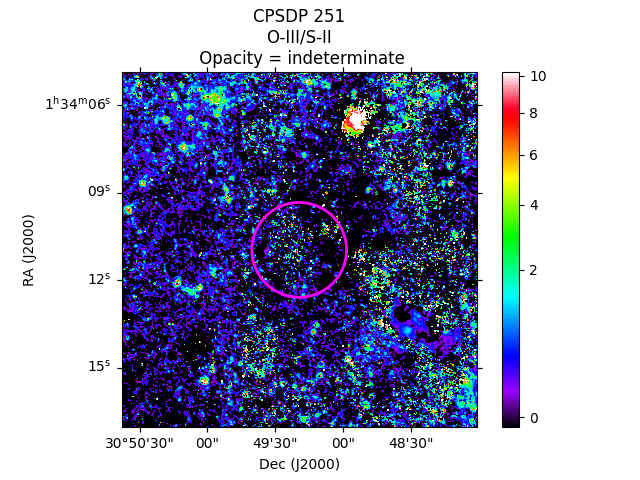 CPSDP 251
O-III/S-II
Opacity = indeterminate
1ʰ34ᵐ06ˢ
09ˢ
12ˢ
15ˢ
RA (J2000)
30°50'30" 00" 49'30" 00" 48'30"
Dec (J2000)
10
8
6
4
2
0